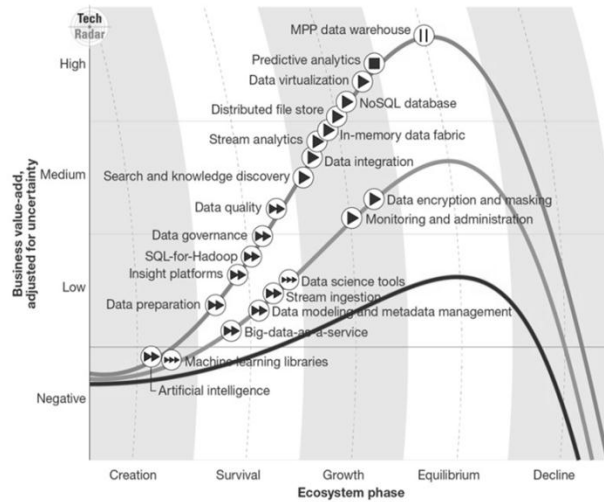 Tech
Radar
MPP data warehouse
High
Predictive analytics
Data virtualization
NoSQL database
Distributed file store
In-memory data fabric
Stream analytics
Data integration
Medium
Search and knowledge discovery
Data encryption and masking
Data quality
Monitoring and administration
Data governance
SQL-for-Hadoop
Insight platforms
Data science tools
Low
Stream ingestion
Data preparation
Data modeling and metadata management
Big-data-as-a-service
Machine learning libraries
Artificial intelligence
Negative
Business value-add,
adjusted for uncertainty
Creation
Survival
Growth
Equilibrium
Decline
Ecosystem phase